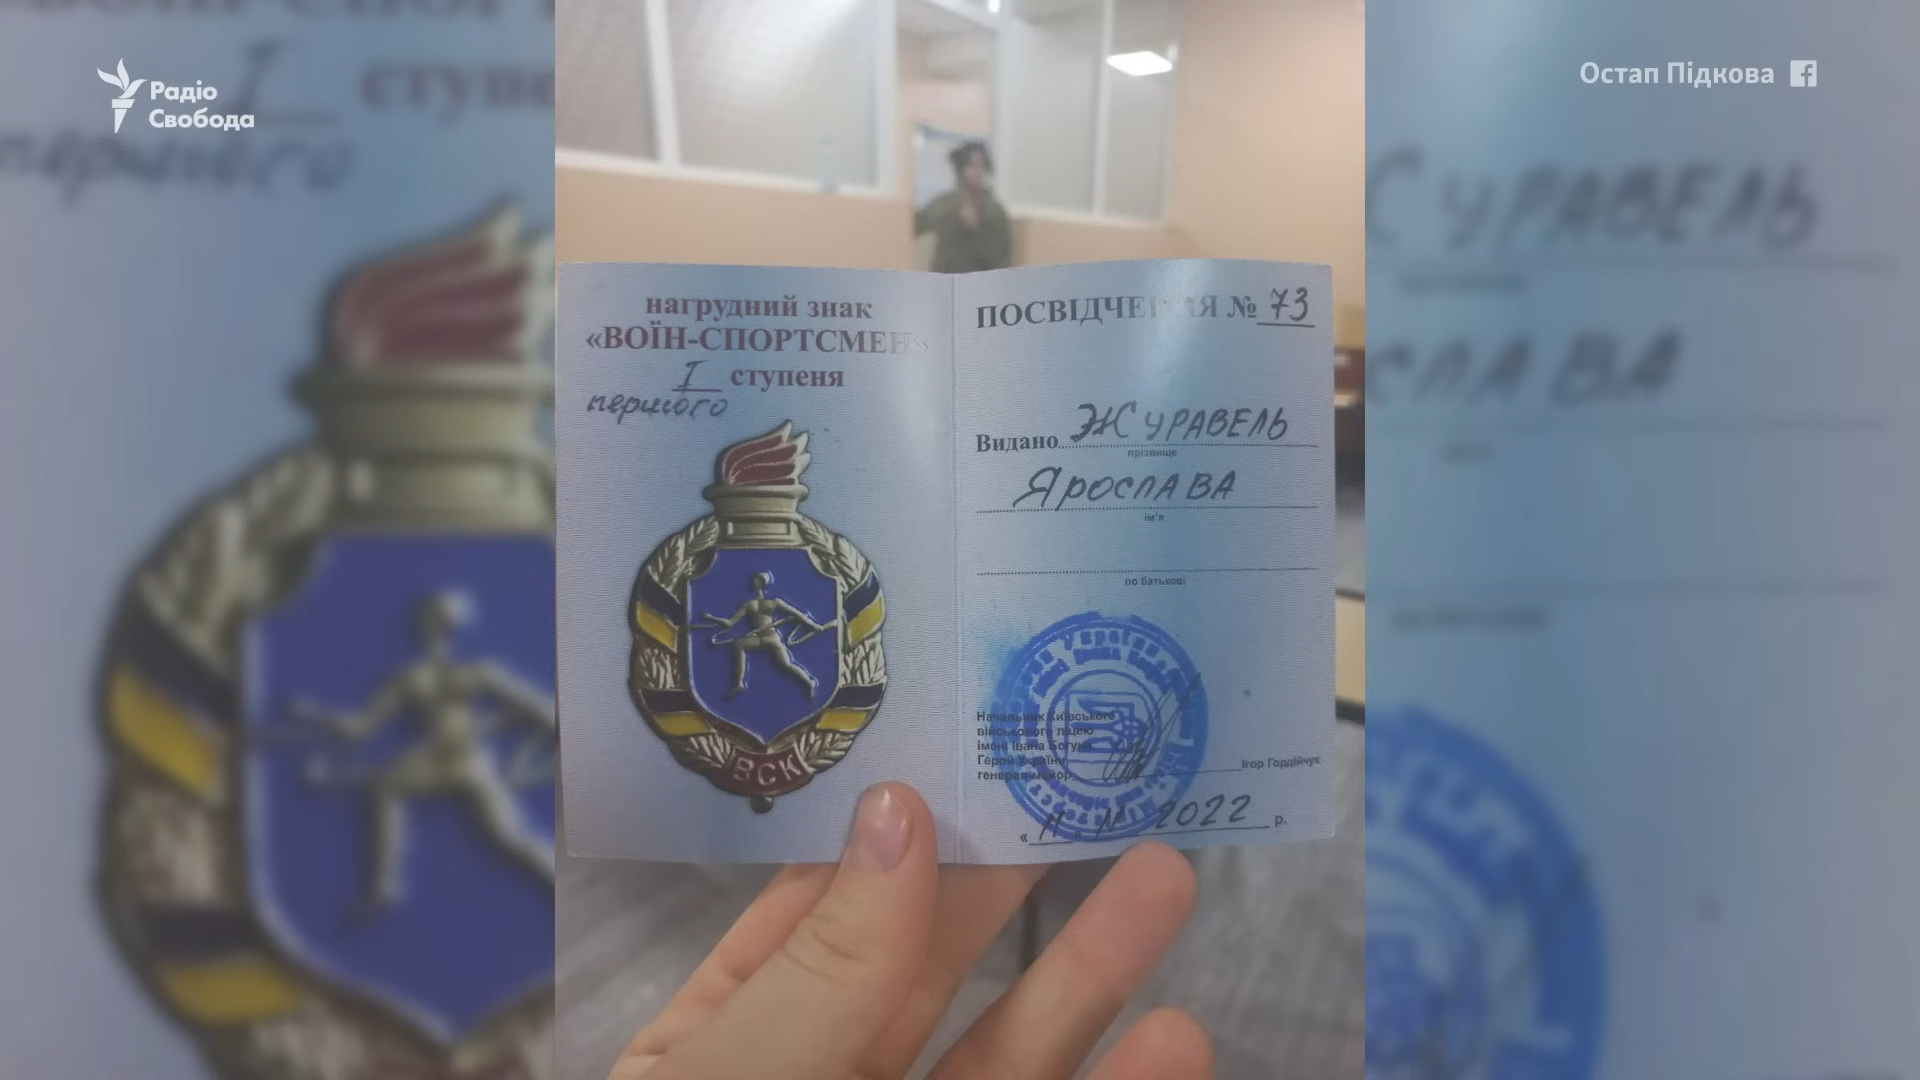 Радіо
Свобода
Остап Підкова
нагрудний знак
«ВОЇН-СПОРТСМЕН»
I ступеня
першого
ВСК
ПОСВІДЧЕННЯ № 73
Видано ЖУРАВЕЛЬ
прізвище
Ярослава
ім'я
по батькові
Начальник Київського
військового ліцею
імені Івана Богуна
Герой України
генерал-майор Ігор Гордійчук
« 11 » 2022 р.